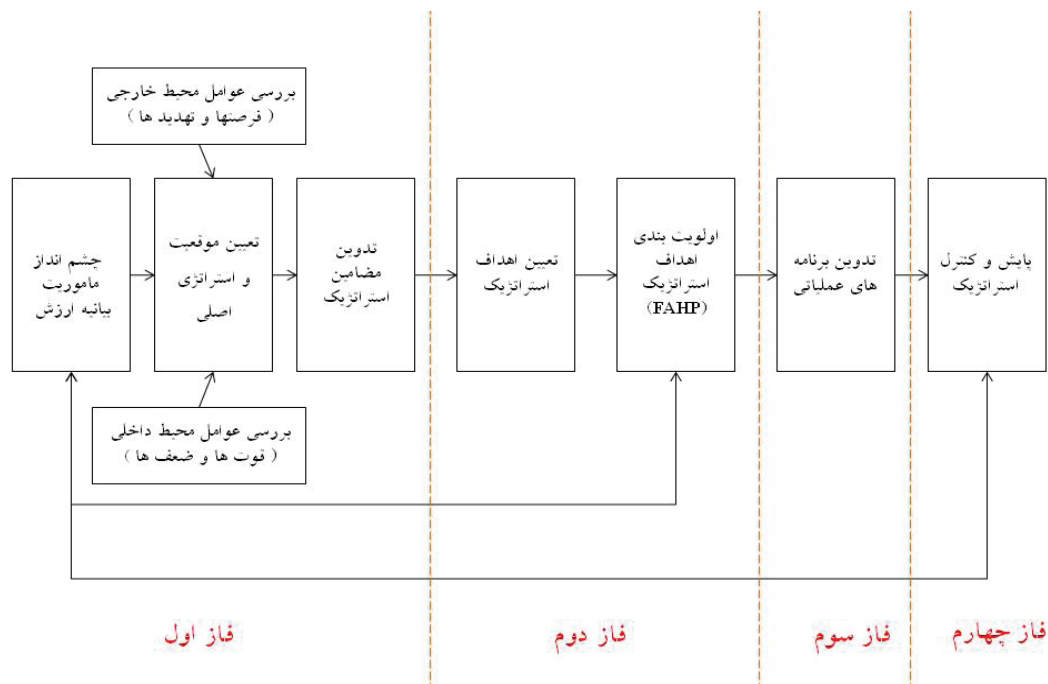 بررسی عوامل محیط خارجی
( فرصتها و تهدید ها )
چشم انداز
ماموریت
بیانیه ارزش
تعیین موقعیت
و استراتژی
اصلی
تدوین
مضامین
استراتژیک
تعیین اهداف
استراتژیک
اولویت بندی
اهداف
استراتژیک
(FAHP)
تدوین برنامه
های عملیاتی
پایش و کنترل
استراتژیک
بررسی عوامل محیط داخلی
( قوت ها و ضعف ها )
فاز اول
فاز دوم
فاز سوم
فاز چهارم